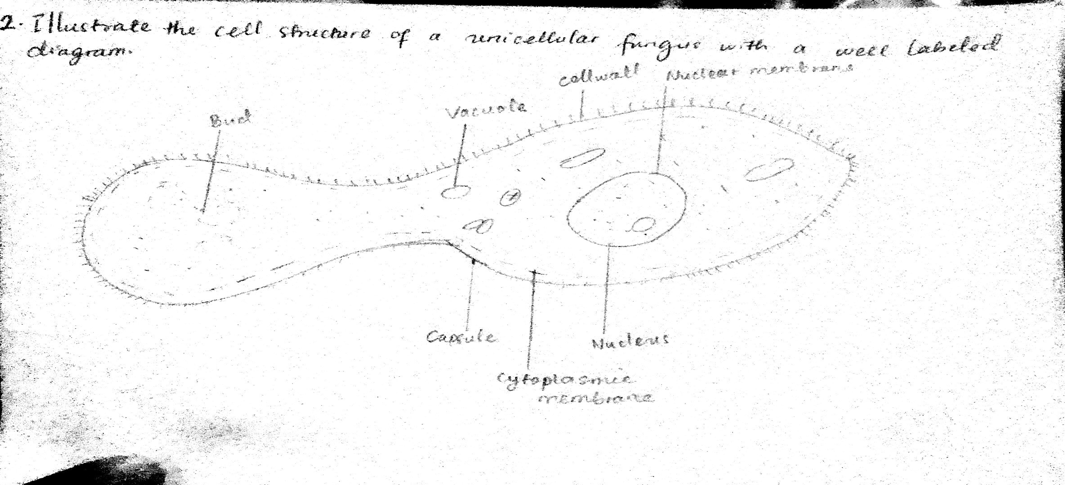 2. Illustrate the cell structure of a unicellular fungus with a well labeled
diagram.
cellwall Nuclear membrane
Vacuole
Bud
Capsule
Nucleus
Cytoplasmic
membrane